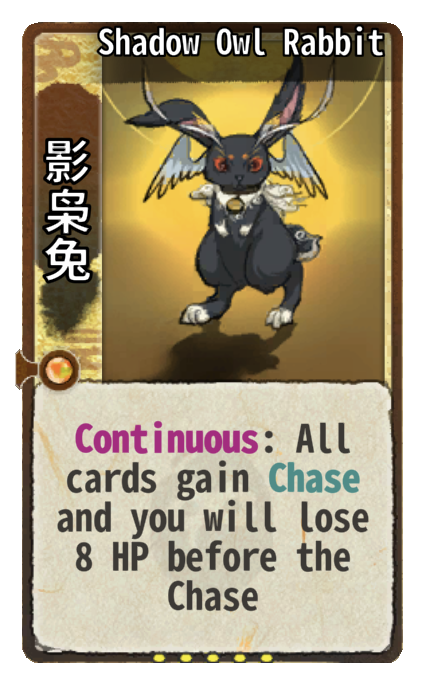 Shadow Owl Rabbit
影枭兔
Continuous: All
cards gain Chase
and you will lose
8 HP before the
Chase